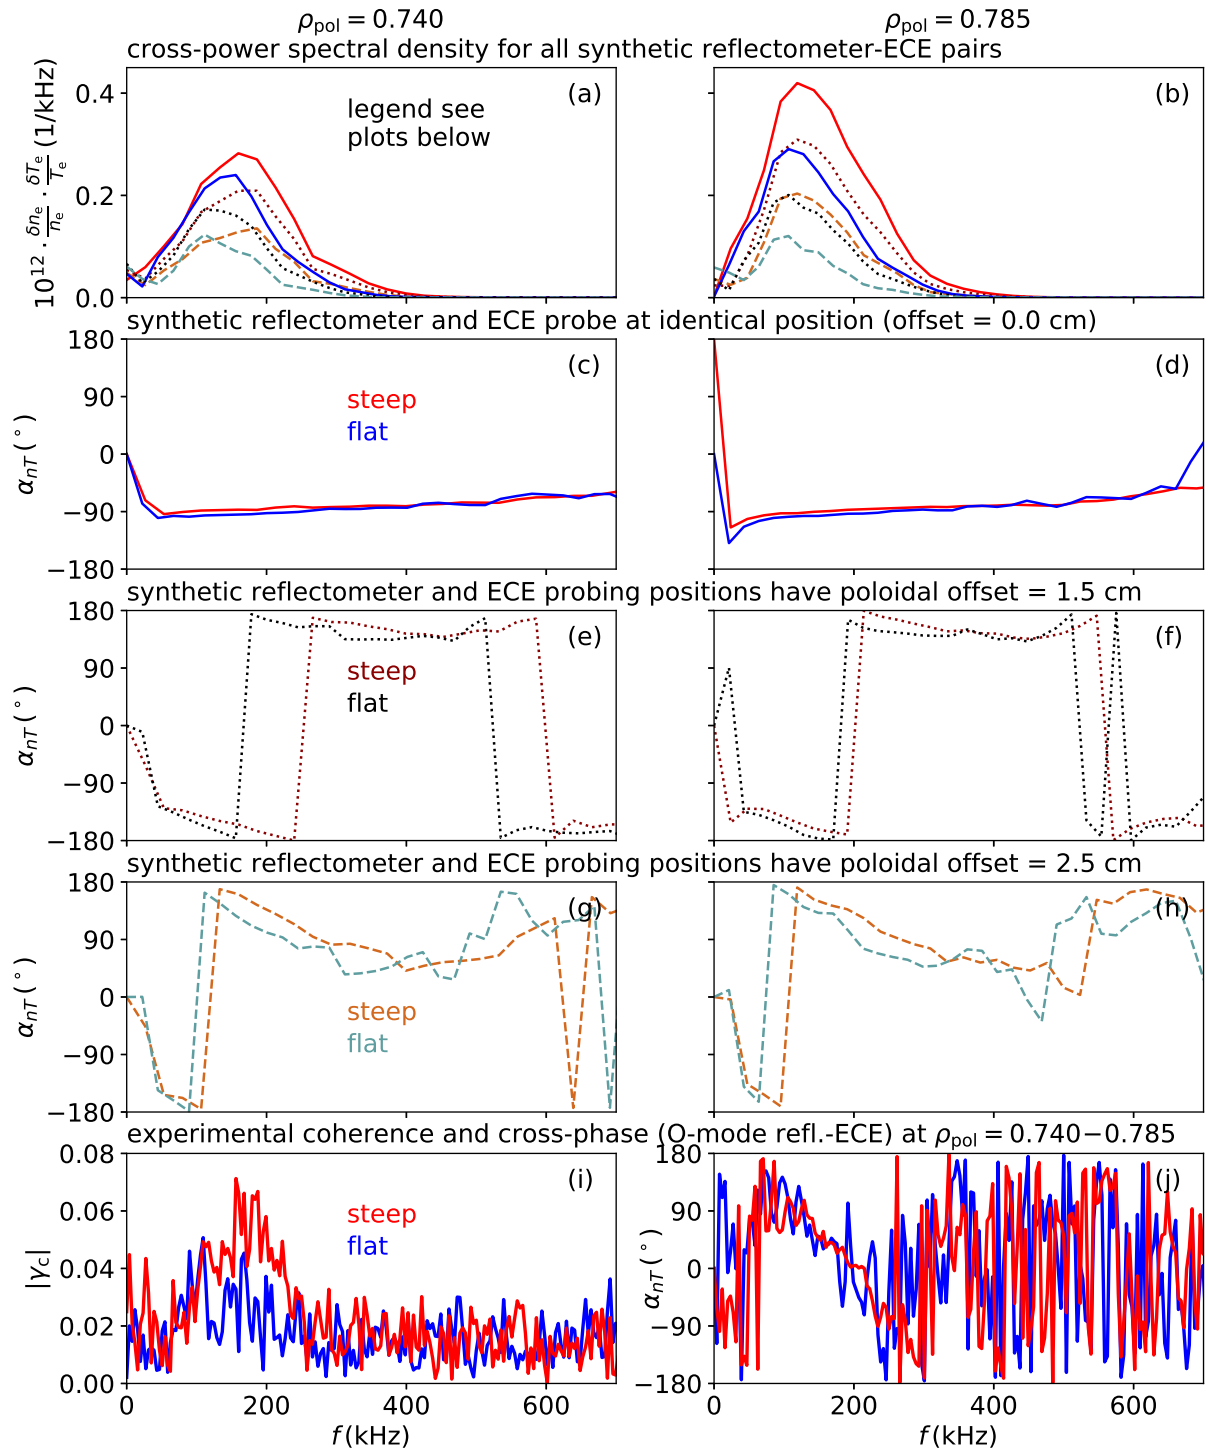 ρpol = 0.740
ρpol = 0.785
cross-power spectral density for all synthetic reflectometer-ECE pairs
10^12 · δne/ne · δTe/Te (1/kHz)
0.4
0.2
0.0
(a)
legend see
plots below
(b)
synthetic reflectometer and ECE probe at identical position (offset = 0.0 cm)
αnT (°)
180
90
0
−90
−180
(c)
steep
flat
(d)
synthetic reflectometer and ECE probing positions have poloidal offset = 1.5 cm
αnT (°)
180
90
0
−90
−180
(e)
steep
flat
(f)
synthetic reflectometer and ECE probing positions have poloidal offset = 2.5 cm
αnT (°)
180
90
0
−90
−180
(g)
steep
flat
(h)
experimental coherence and cross-phase (O-mode refl.-ECE) at ρpol = 0.740−0.785
|γc|
0.08
0.06
0.04
0.02
0.00
(i)
steep
flat
0 200 400 600
f (kHz)
αnT (°)
180
90
0
−90
−180
(j)
0 200 400 600
f (kHz)